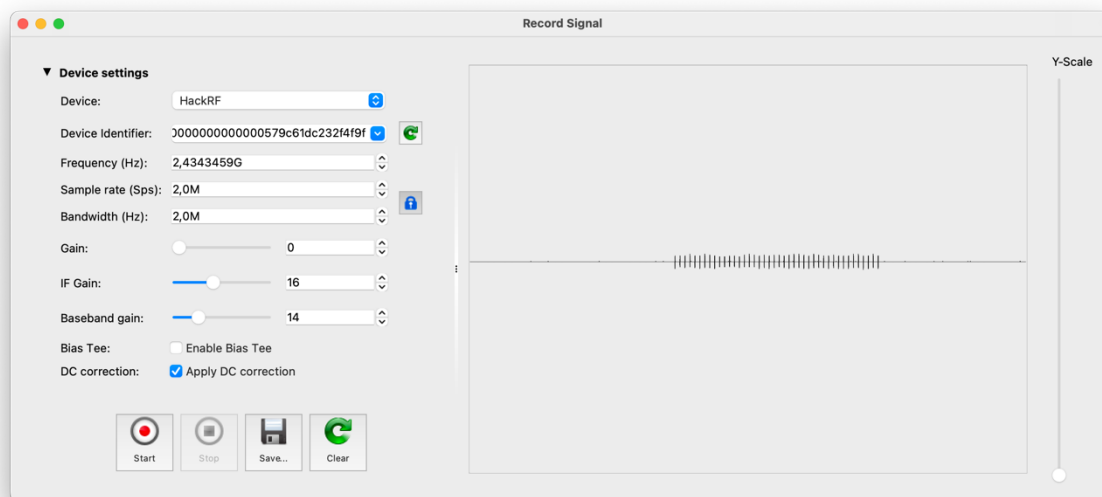 Record Signal
Device settings
Device: HackRF
Device Identifier: 0000000000000579c61dc232f4f9f
Frequency (Hz): 2,4343459G
Sample rate (Sps): 2,0M
Bandwidth (Hz): 2,0M
Gain: 0
IF Gain: 16
Baseband gain: 14
Bias Tee: Enable Bias Tee
DC correction: Apply DC correction
Start Stop Save... Clear
Y-Scale